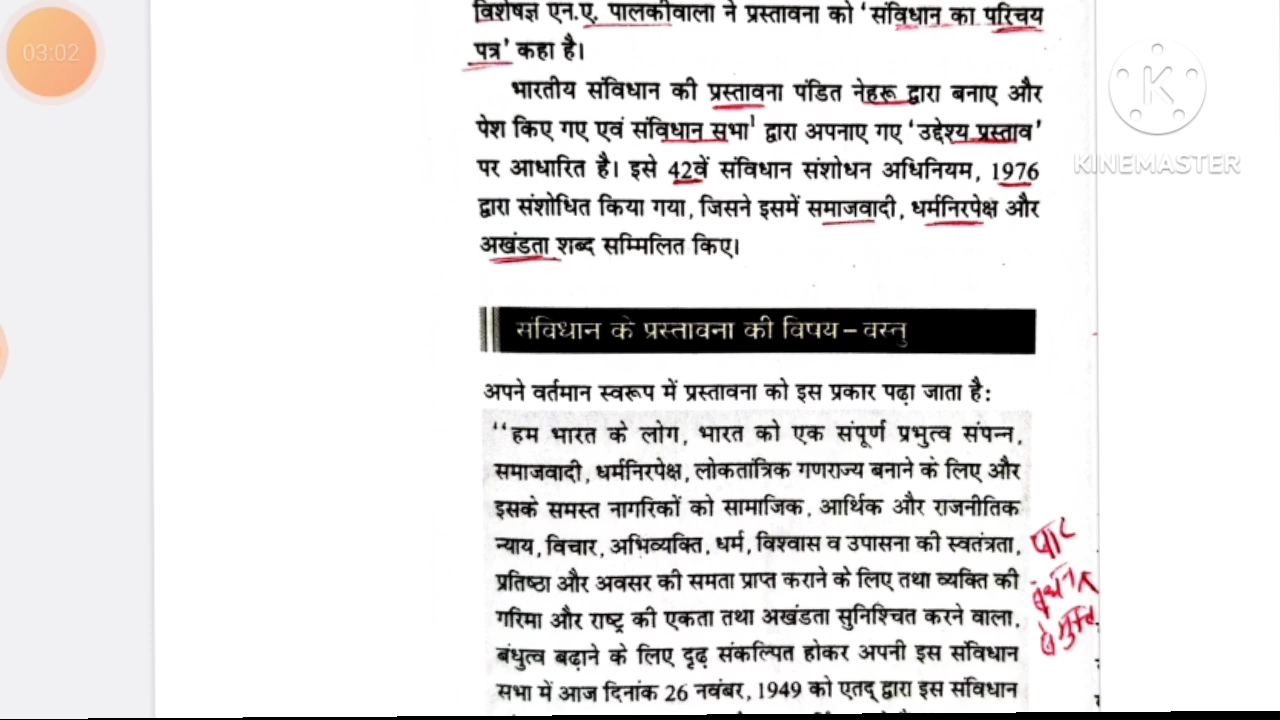 03:02
विशेषज्ञ एन.ए. पालकीवाला ने प्रस्तावना को 'संविधान का परिचय
पत्र' कहा है।
भारतीय संविधान की प्रस्तावना पंडित नेहरू द्वारा बनाए और
पेश किए गए एवं संविधान सभा¹ द्वारा अपनाए गए 'उद्देश्य प्रस्ताव'
पर आधारित है। इसे 42वें संविधान संशोधन अधिनियम, 1976
द्वारा संशोधित किया गया, जिसने इसमें समाजवादी, धर्मनिरपेक्ष और
अखंडता शब्द सम्मिलित किए।
संविधान के प्रस्तावना की विषय–वस्तु
अपने वर्तमान स्वरूप में प्रस्तावना को इस प्रकार पढ़ा जाता है:
"हम भारत के लोग, भारत को एक संपूर्ण प्रभुत्व संपन्न,
समाजवादी, धर्मनिरपेक्ष, लोकतांत्रिक गणराज्य बनाने के लिए और
इसके समस्त नागरिकों को सामाजिक, आर्थिक और राजनीतिक
न्याय, विचार, अभिव्यक्ति, धर्म, विश्वास व उपासना की स्वतंत्रता,
प्रतिष्ठा और अवसर की समता प्राप्त कराने के लिए तथा व्यक्ति की
गरिमा और राष्ट्र की एकता तथा अखंडता सुनिश्चित करने वाला,
बंधुत्व बढ़ाने के लिए दृढ़ संकल्पित होकर अपनी इस संविधान
सभा में आज दिनांक 26 नवंबर, 1949 को एतद् द्वारा इस संविधान
K
KINEMASTER